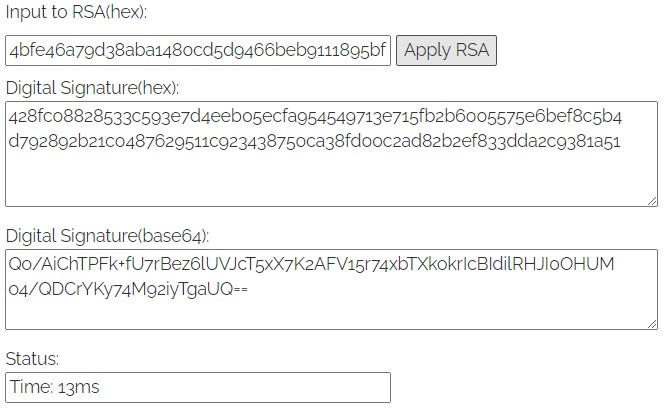 Input to RSA(hex):
4bfe46a79d38aba1480cd5d9466beb9111895bf Apply RSA
Digital Signature(hex):
428fc08828533c593e7d4eeb05ecfa954549713e715fb2b6005575e6bef8c5b4
d792892b21c0487629511c923438750ca38fd00c2ad82b2ef833dda2c9381a51
Digital Signature(base64):
Qo/AiChTPFk+fU7rBez6lUVJcT5xX7K2AFV15r74xbTXkokrIcBIdilRHJI0OHUM
o4/QDCrYKy74M92iyTgaUQ==
Status:
Time: 13ms